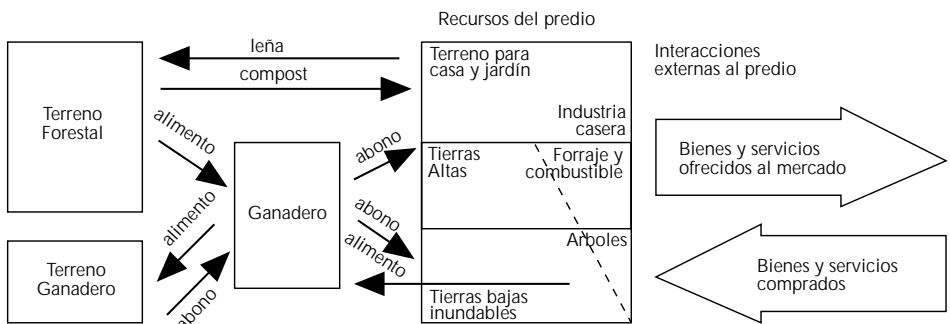 Recursos del predio
leña
compost
Terreno para
casa y jardín
Interacciones
externas al predio
Terreno
Forestal
alimento
Industria
casera
abono
Tierras
Altas
Forraje y
combustible
Bienes y servicios
ofrecidos al mercado
Ganadero
alimento
abono
alimento
Arboles
Terreno
Ganadero
abono
Tierras bajas
inundables
Bienes y servicios
comprados